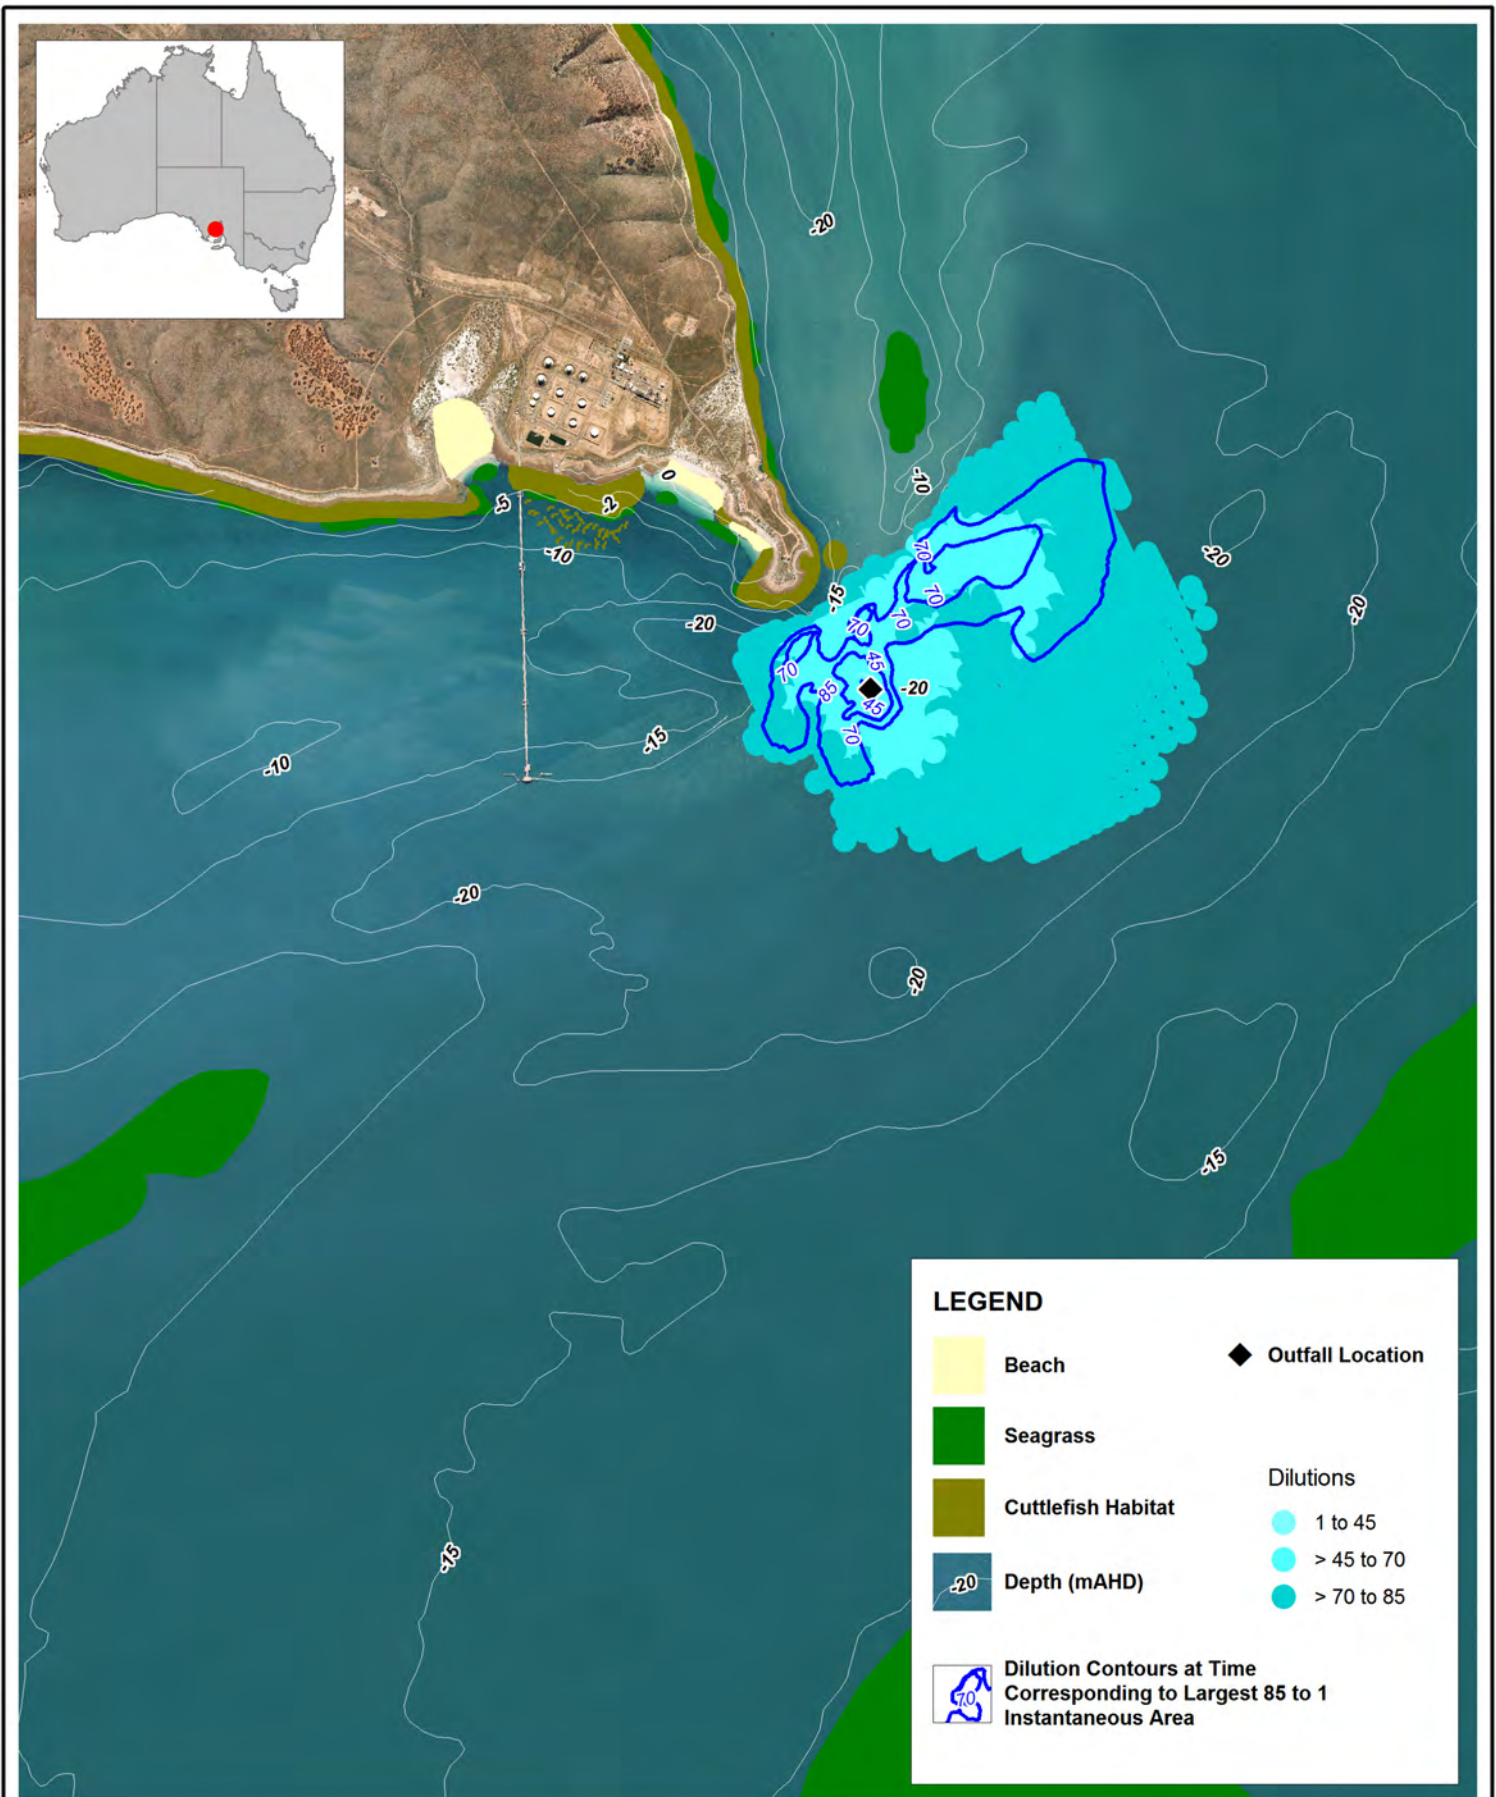 -20
-10
0
-5
-2
-10
-20
-15
-20
-20
70
70
70
70
45
70
85
-20
45
70
-15
-10
-20
-20
-15
-15
LEGEND
Beach
Outfall Location
Seagrass
Cuttlefish Habitat
Dilutions
1 to 45
> 45 to 70
-20
Depth (mAHD)
> 70 to 85
70
Dilution Contours at Time
Corresponding to Largest 85 to 1
Instantaneous Area